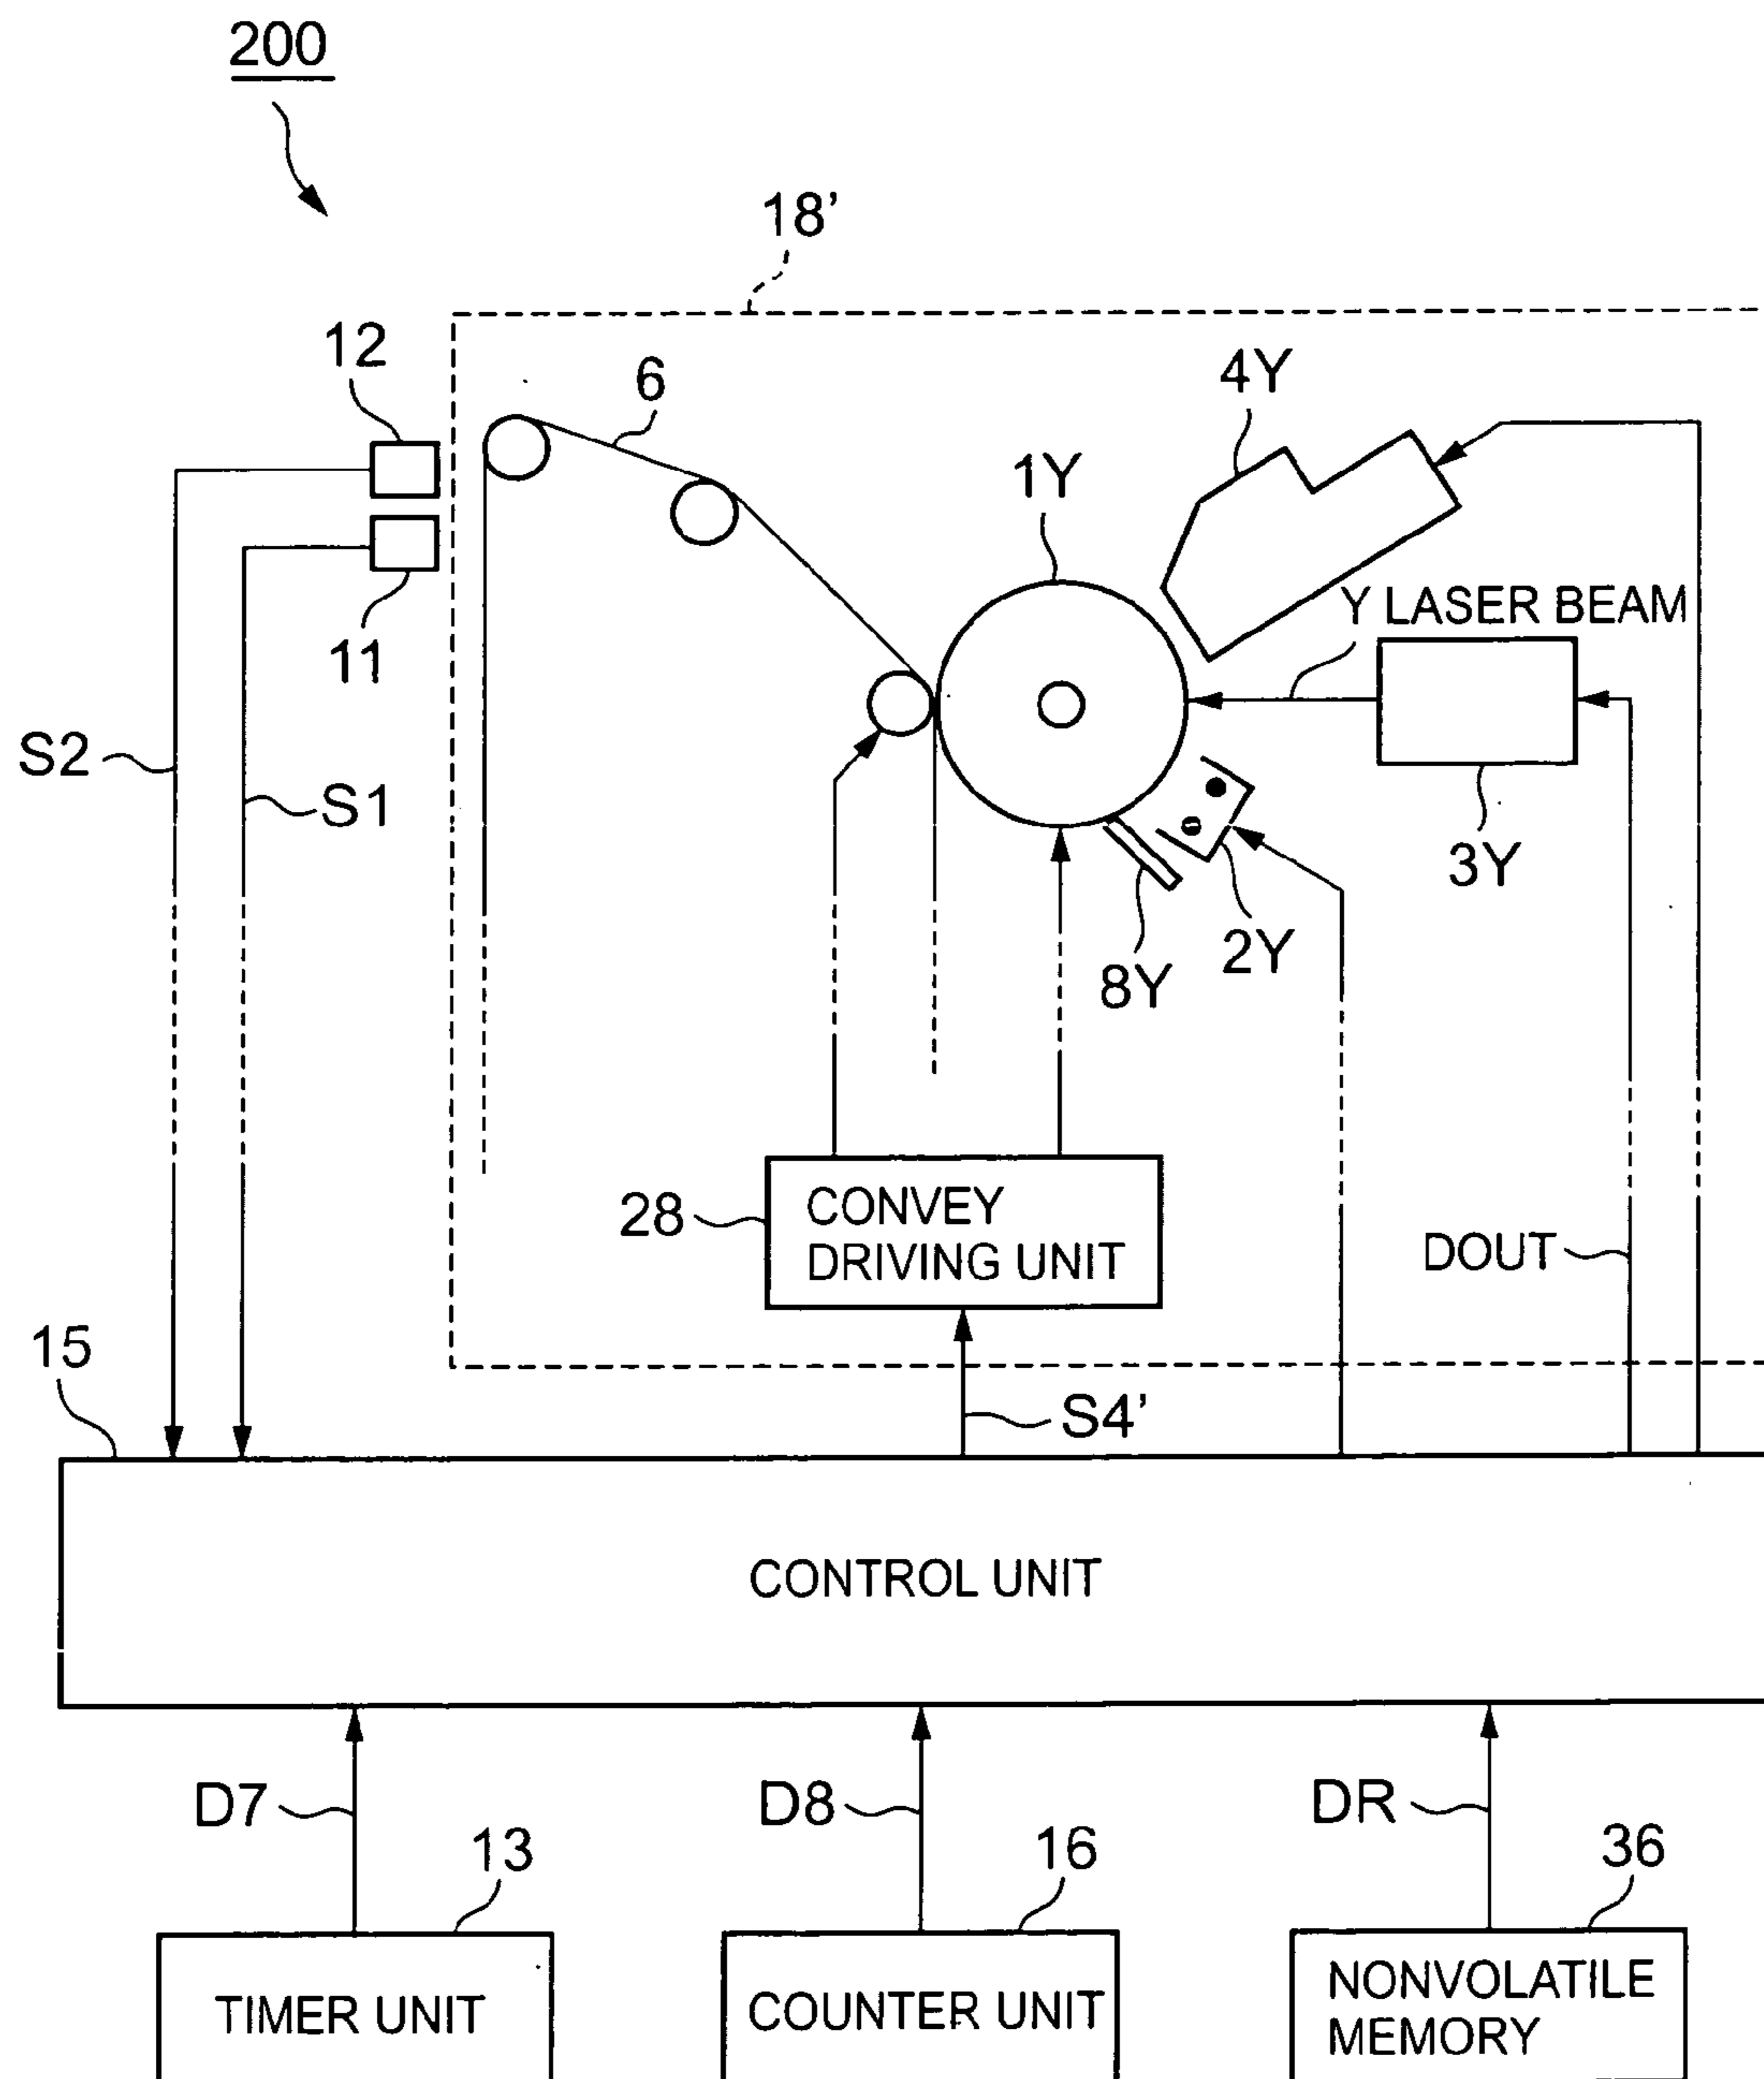 200
18’
12
6
4Y
1Y
Y LASER BEAM
11
S2
S1
3Y
2Y
8Y
28
CONVEY
DRIVING UNIT
DOUT
15
S4’
CONTROL UNIT
D7
D8
DR
13
16
36
TIMER UNIT
COUNTER UNIT
NONVOLATILE
MEMORY